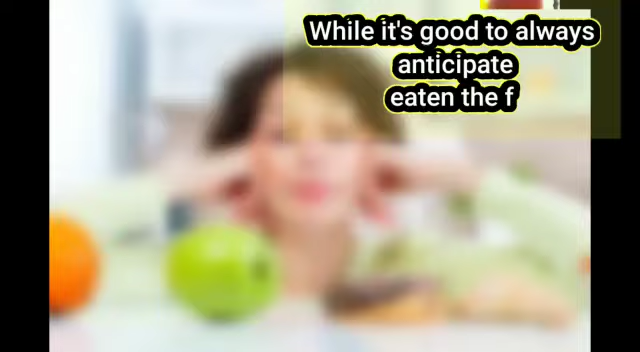 While it's good to always
anticipate
eaten the f